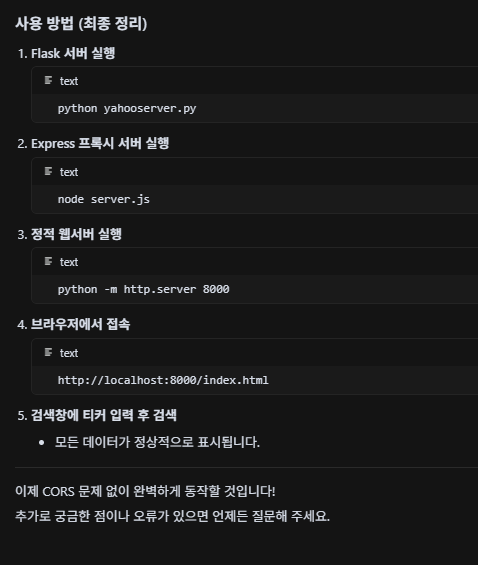 사용 방법 (최종 정리)
1. Flask 서버 실행
text
python yahooserver.py
2. Express 프록시 서버 실행
text
node server.js
3. 정적 웹서버 실행
text
python -m http.server 8000
4. 브라우저에서 접속
text
http://localhost:8000/index.html
5. 검색창에 티커 입력 후 검색
• 모든 데이터가 정상적으로 표시됩니다.
이제 CORS 문제 없이 완벽하게 동작할 것입니다!
추가로 궁금한 점이나 오류가 있으면 언제든 질문해 주세요.